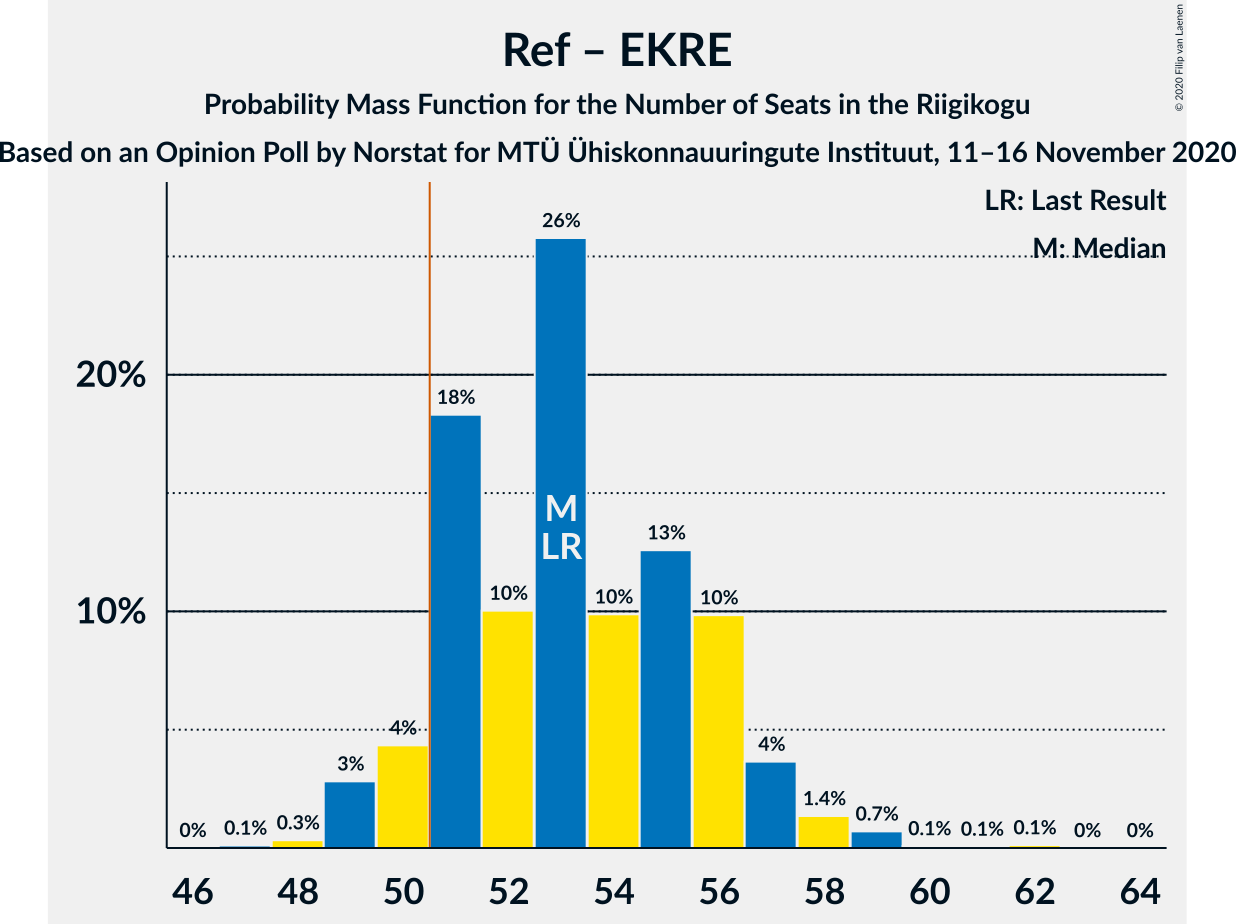 Ref – EKRE
© 2020 Filip van Laenen
Probability Mass Function for the Number of Seats in the Riigikogu
Based on an Opinion Poll by Norstat for MTÜ Ühiskonnauuringute Instituut, 11–16 November 2020
LR: Last Result
M: Median
26%
20%
18%
M
LR
13%
10%
10%
10%
10%
4%
3%
4%
1.4%
0.7%
0% 0.1% 0.3%
0.1% 0.1% 0.1% 0% 0%
46 48 50 52 54 56 58 60 62 64